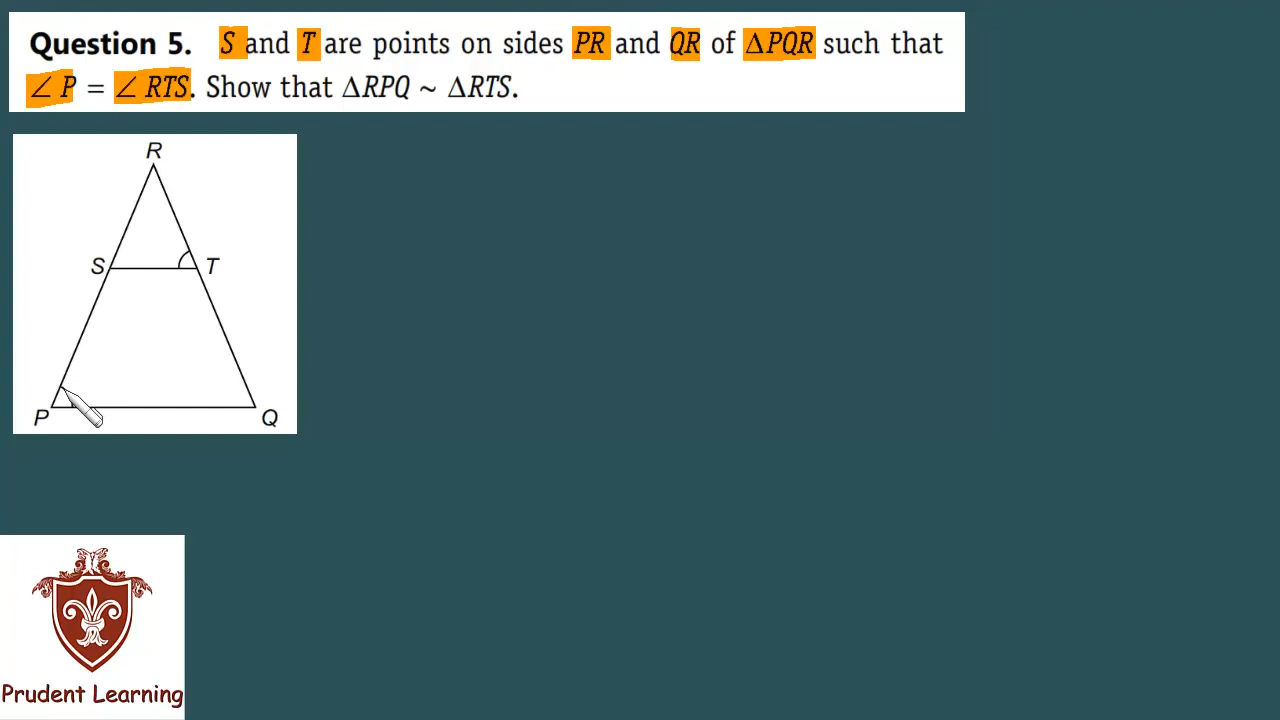 Question 5. S and T are points on sides PR and QR of ΔPQR such that
∠ P = ∠ RTS. Show that ΔRPQ ~ ΔRTS.
R
S T
P Q
Prudent Learning